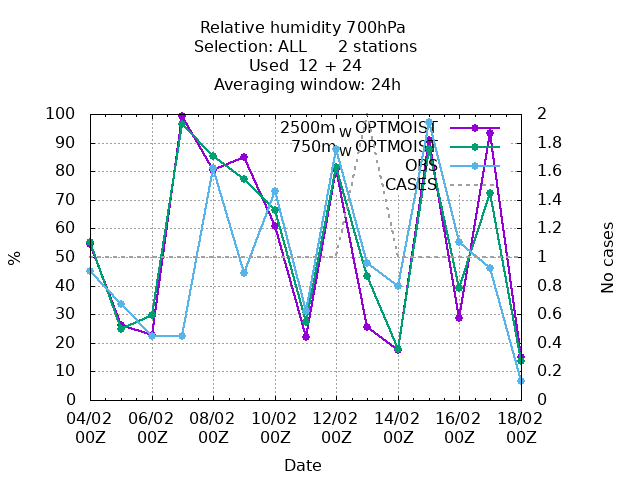 Relative humidity 700hPa
Selection: ALL 2 stations
Used 12 + 24
Averaging window: 24h
100 2
90 1.8
80 1.6
70 1.4
60 1.2
50 1
40 0.8
30 0.6
20 0.4
10 0.2
0 0
2500m W OPTMOIST
750m W OPTMOIST
OBS
CASES
%
No cases
04/02 06/02 08/02 10/02 12/02 14/02 16/02 18/02
00Z 00Z 00Z 00Z 00Z 00Z 00Z 00Z
Date